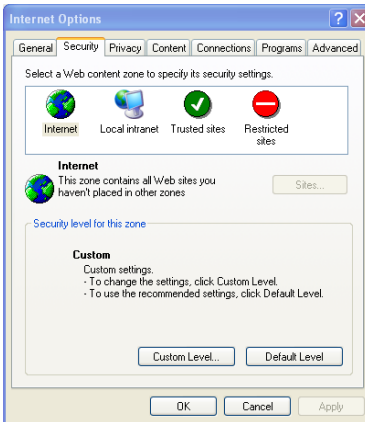 Internet Options
General Security Privacy Content Connections Programs Advanced
Select a Web content zone to specify its security settings.
Internet Local intranet Trusted sites Restricted sites
Internet
This zone contains all Web sites you
haven't placed in other zones
Sites...
Security level for this zone
Custom
Custom settings.
- To change the settings, click Custom Level.
- To use the recommended settings, click Default Level.
Custom Level... Default Level
OK Cancel Apply